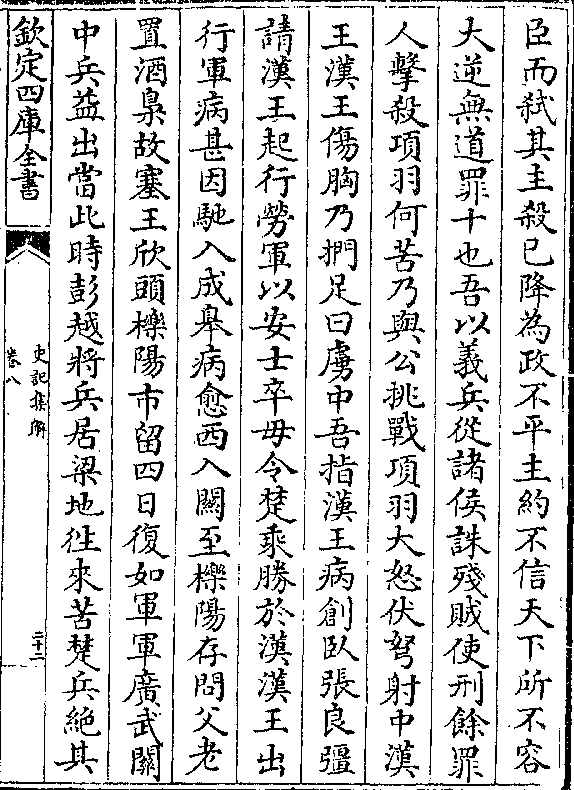 臣而弑其主殺已降為政不平主約不信天下所不容
大逆無道罪十也吾以義兵從諸侯誅殘賊使刑餘罪
人擊殺項羽何苦乃與公挑戰項羽大怒伏弩射中漢
王漢王傷胸乃捫足曰虜中吾指漢王病創臥張良彊
請漢王起行勞軍以安士卒毋令楚乘勝於漢漢王出
行軍病甚因馳入成臯病愈西入關至櫟陽存問父老
置酒梟故塞王欣頭櫟陽市留四日復如軍軍廣武關
中兵益出當此時彭越將兵居梁地往來苦楚兵絕其
欽定四庫全書
史記集解
卷八
二十二